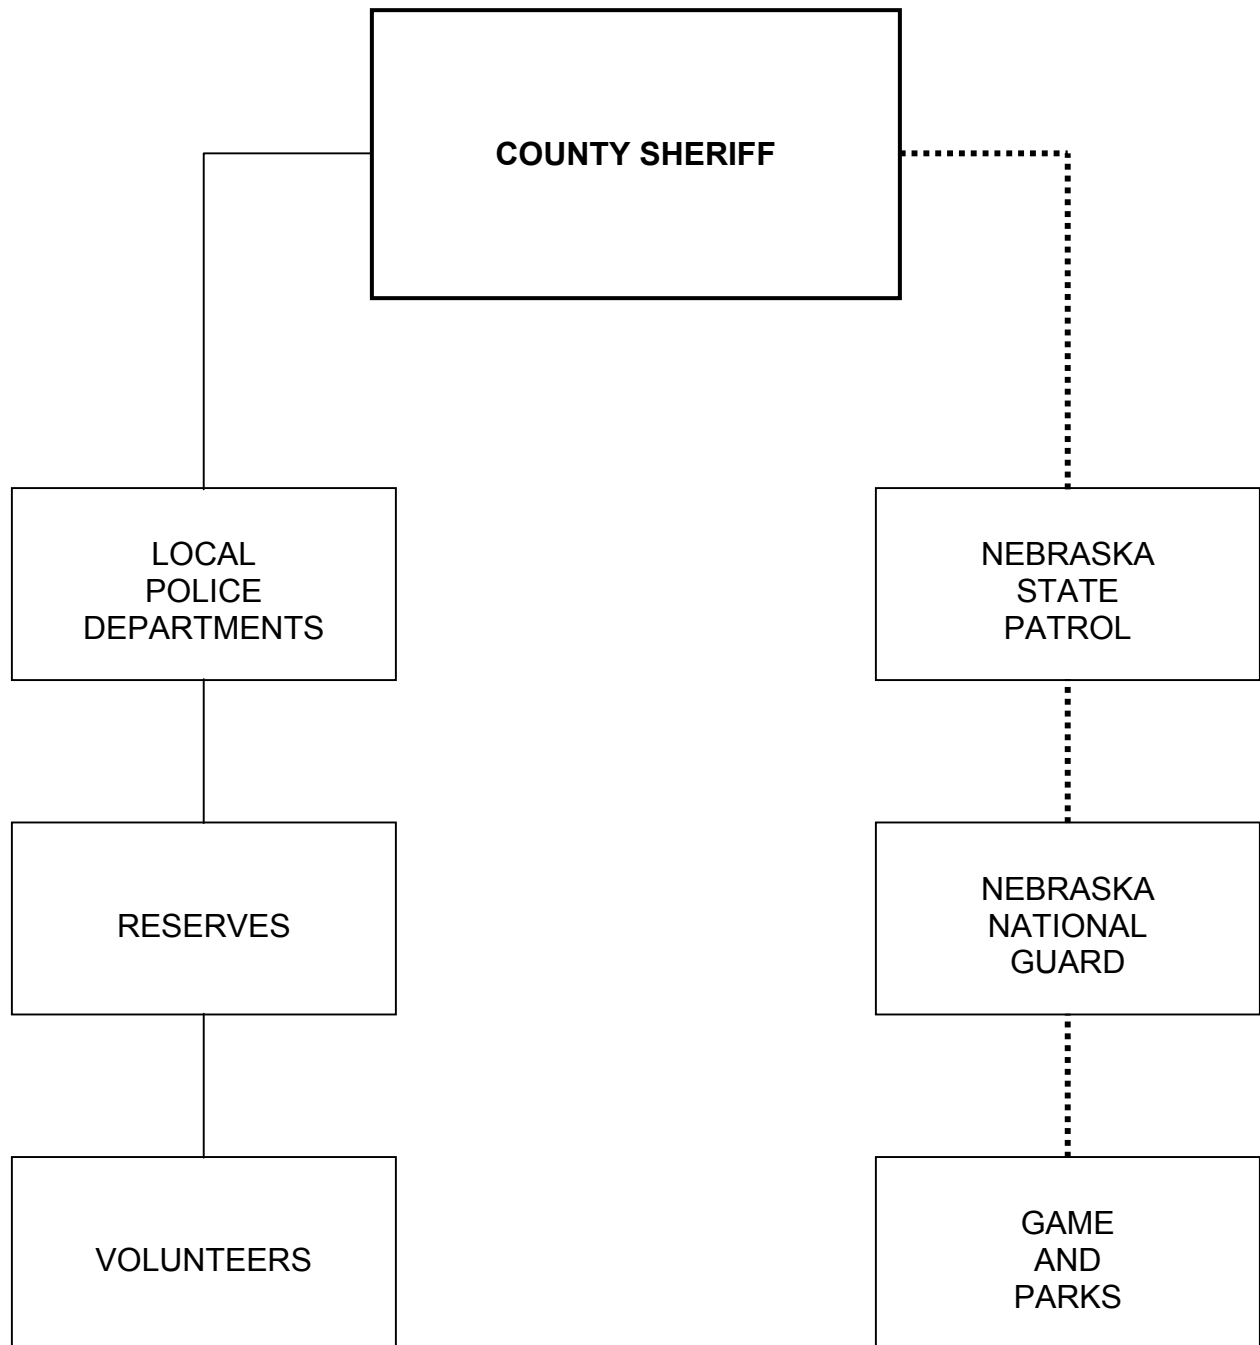 COUNTY SHERIFF
LOCAL
POLICE
DEPARTMENTS
NEBRASKA
STATE
PATROL
RESERVES
NEBRASKA
NATIONAL
GUARD
VOLUNTEERS
GAME
AND
PARKS